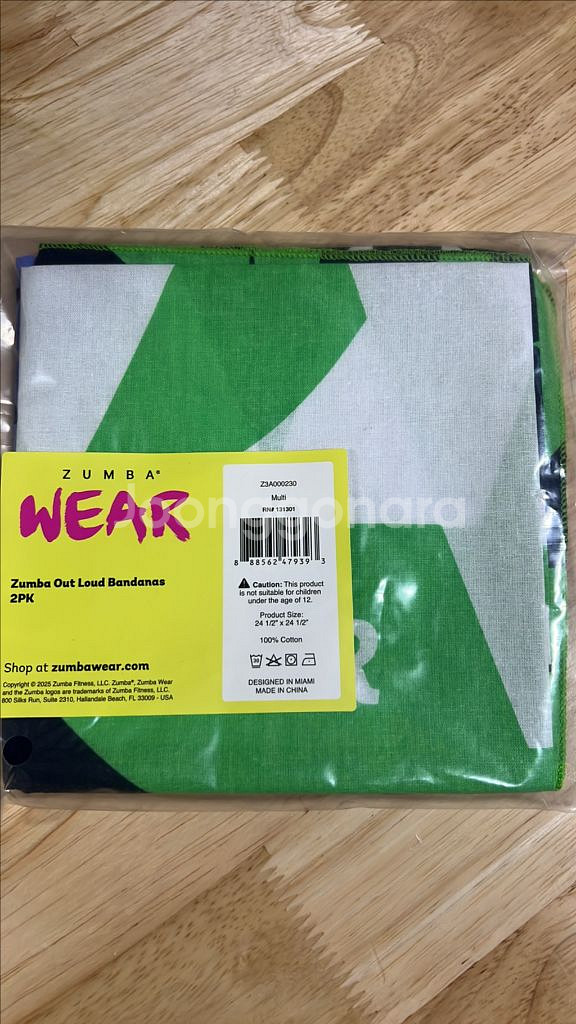 ZUMBA®
WEAR
Zumba Out Loud Bandanas
2PK
Shop at zumbawear.com
Copyright © 2025 Zumba Fitness, LLC. Zumba®, Zumba Wear
and the Zumba logos are trademarks of Zumba Fitness, LLC.
800 Silks Run, Suite 2310, Hallandale Beach, FL 33009 - USA
Z3A000230
Multi
RN# 131301
8 88562 47939 3
Caution: This product
is not suitable for children
under the age of 12.
Product Size:
24 1/2" x 24 1/2"
100% Cotton
30
DESIGNED IN MIAMI
MADE IN CHINA
R
Joonggonara